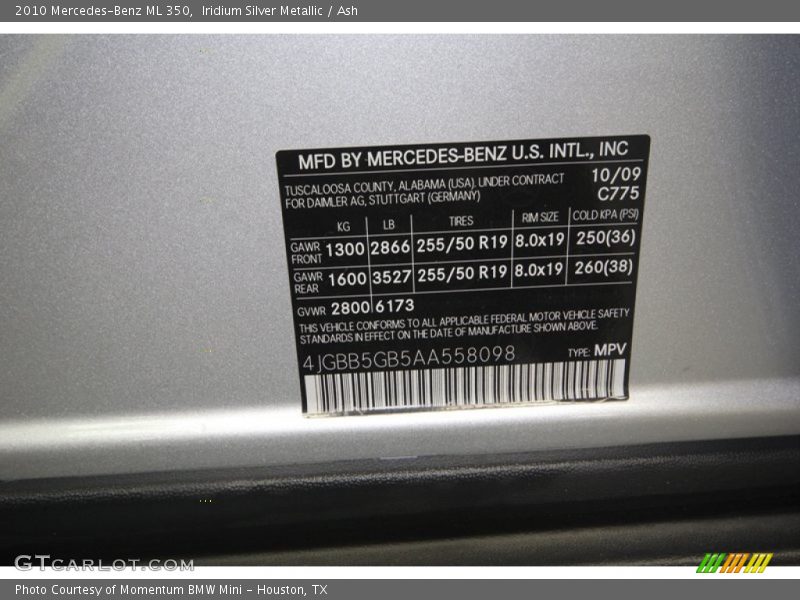 2010 Mercedes-Benz ML 350,  Iridium Silver Metallic / Ash
MFD BY MERCEDES-BENZ U.S. INTL., INC
TUSCALOOSA COUNTY, ALABAMA (USA). UNDER CONTRACT 10/09
FOR DAIMLER AG, STUTTGART (GERMANY) C775
KG LB TIRES RIM SIZE COLD KPA (PSI)
GAWR FRONT 1300 2866 255/50 R19 8.0x19 250(36)
GAWR REAR 1600 3527 255/50 R19 8.0x19 260(38)
GVWR 2800 6173
THIS VEHICLE CONFORMS TO ALL APPLICABLE FEDERAL MOTOR VEHICLE SAFETY
STANDARDS IN EFFECT ON THE DATE OF MANUFACTURE SHOWN ABOVE.
4JGBB5GB5AA558098 TYPE: MPV
GTCARLOT.COM
Photo Courtesy of Momentum BMW Mini - Houston, TX